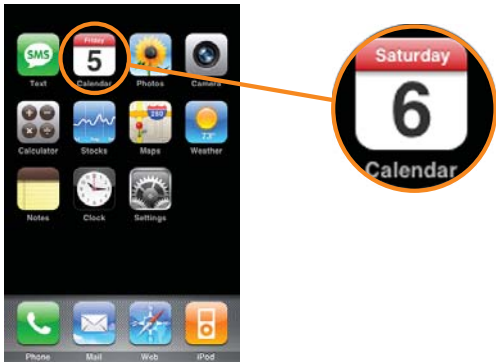 SMS
Friday
5
280
73°
Text
Calendar
Photos
Camera
Calculator
Stocks
Maps
Weather
Notes
Clock
Settings
Phone
Mail
Web
iPod
Saturday
6
Calendar